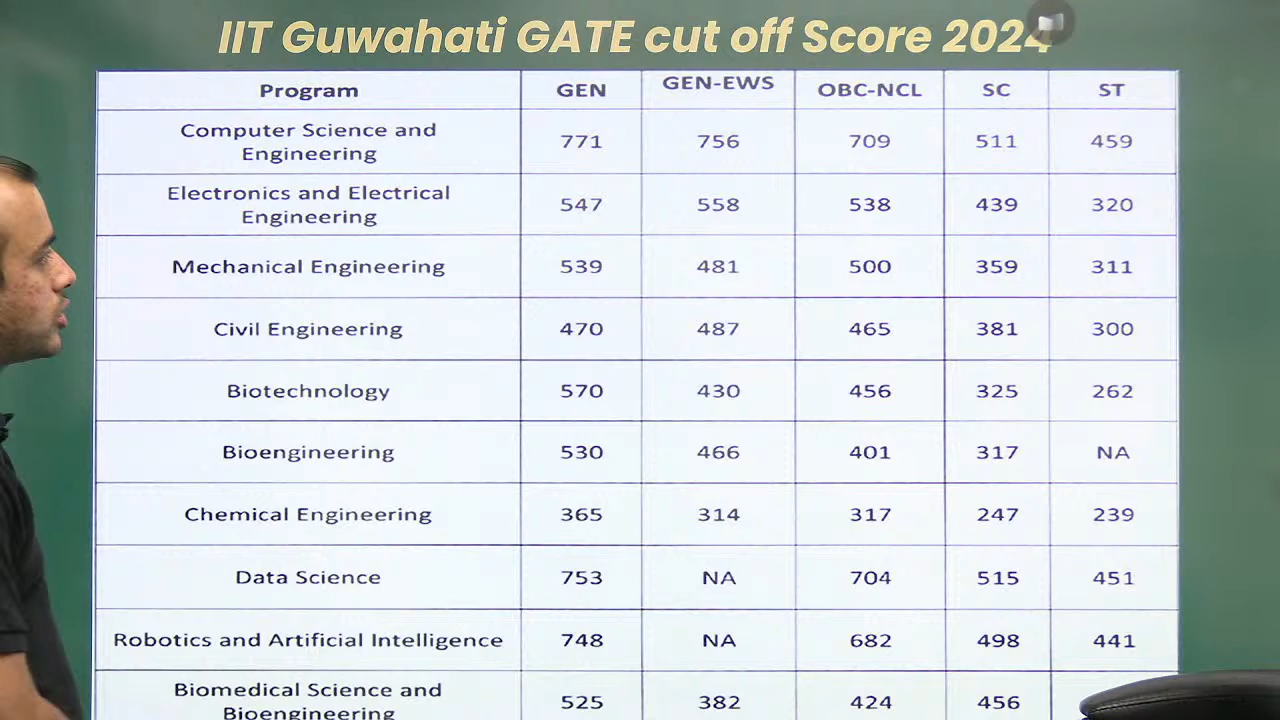 IIT Guwahati GATE cut off Score 2024
Program GEN GEN-EWS OBC-NCL SC ST
Computer Science and
Engineering 771 756 709 511 459
Electronics and Electrical
Engineering 547 558 538 439 320
Mechanical Engineering 539 481 500 359 311
Civil Engineering 470 487 465 381 300
Biotechnology 570 430 456 325 262
Bioengineering 530 466 401 317 NA
Chemical Engineering 365 314 317 247 239
Data Science 753 NA 704 515 451
Robotics and Artificial Intelligence 748 NA 682 498 441
Biomedical Science and
Bioengineering 525 382 424 456